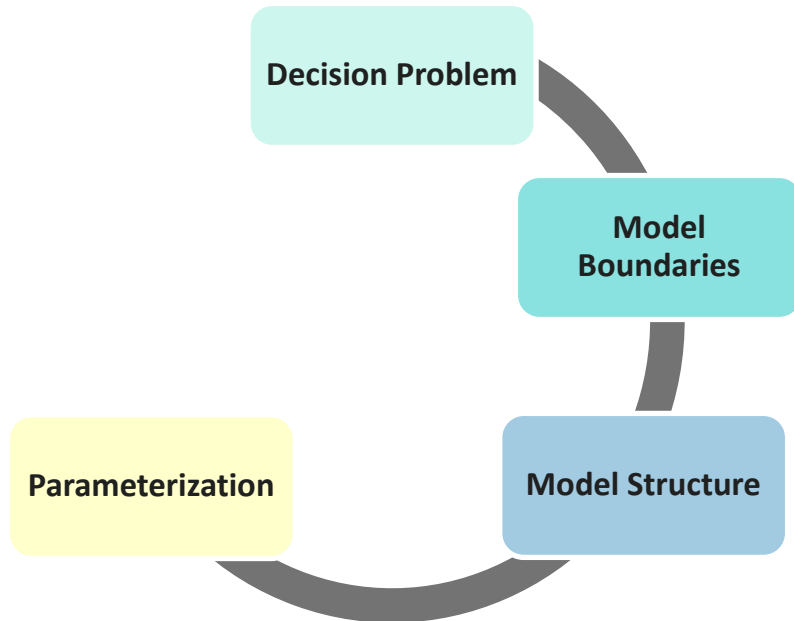 Decision Problem
Model
Boundaries
Model Structure
Parameterization